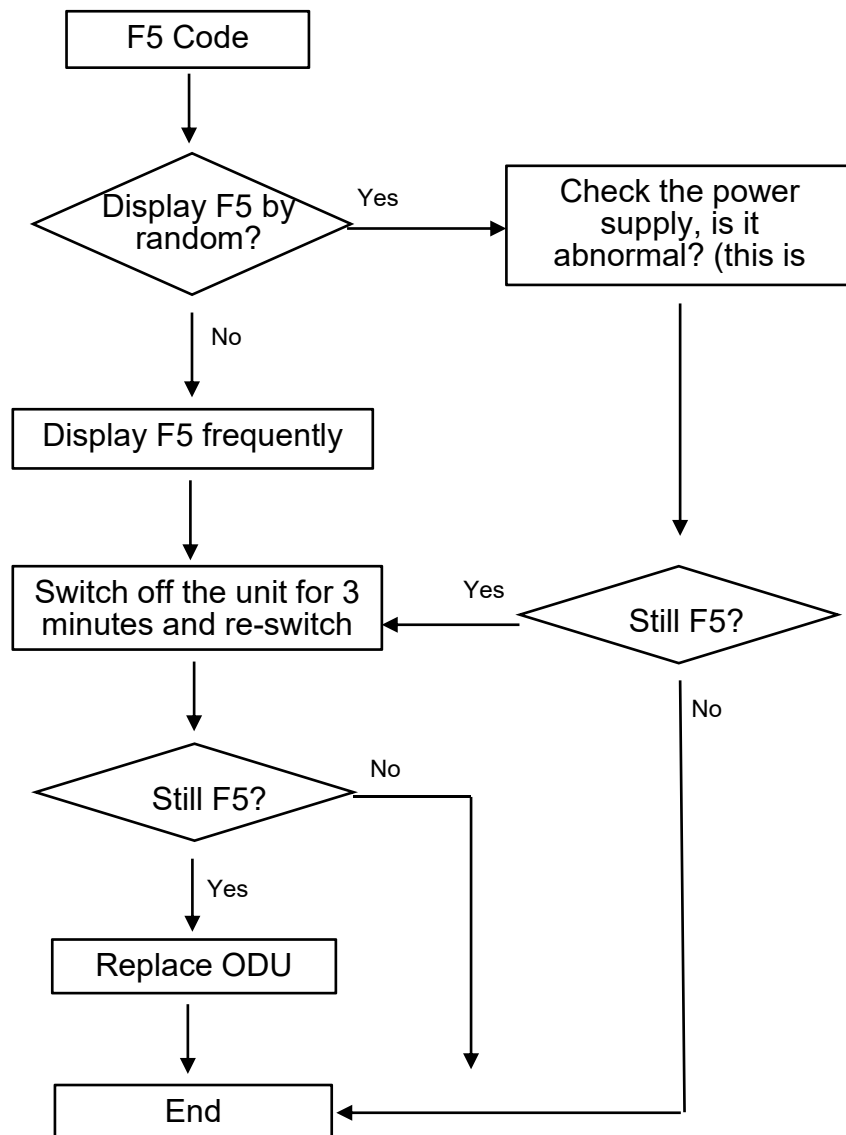 F5 Code
Display F5 by
random?
Yes
Check the power
supply, is it
abnormal? (this is
No
Display F5 frequently
Switch off the unit for 3
minutes and re-switch
Yes
Still F5?
No
Still F5?
No
Yes
Replace ODU
End